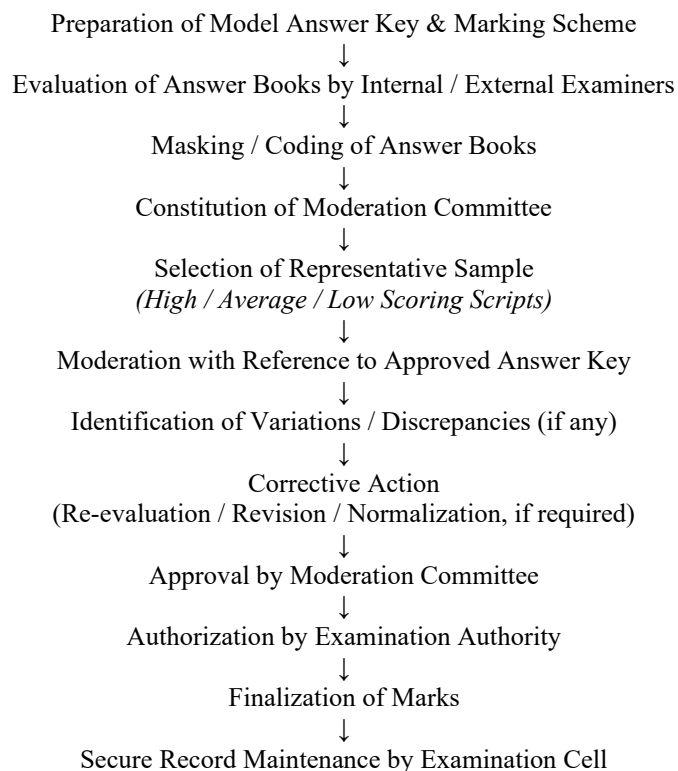 Preparation of Model Answer Key & Marking Scheme
↓
Evaluation of Answer Books by Internal / External Examiners
↓
Masking / Coding of Answer Books
↓
Constitution of Moderation Committee
↓
Selection of Representative Sample
(High / Average / Low Scoring Scripts)
↓
Moderation with Reference to Approved Answer Key
↓
Identification of Variations / Discrepancies (if any)
↓
Corrective Action
(Re-evaluation / Revision / Normalization, if required)
↓
Approval by Moderation Committee
↓
Authorization by Examination Authority
↓
Finalization of Marks
↓
Secure Record Maintenance by Examination Cell